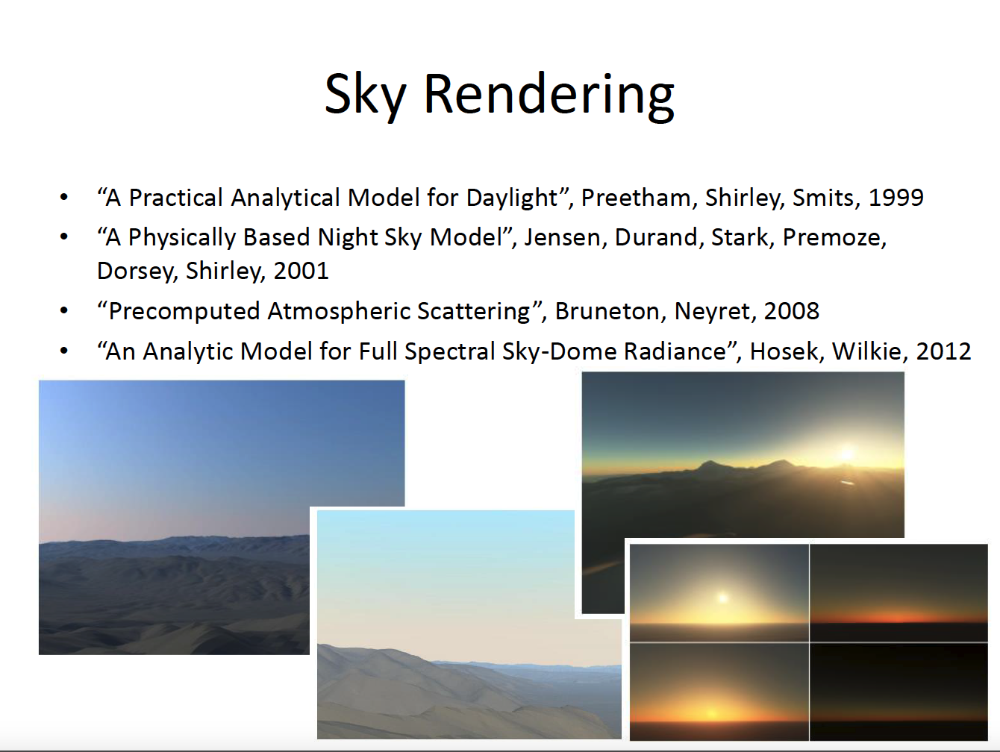 Sky Rendering
• “A Practical Analytical Model for Daylight”, Preetham, Shirley, Smits, 1999
• “A Physically Based Night Sky Model”, Jensen, Durand, Stark, Premoze,
Dorsey, Shirley, 2001
• “Precomputed Atmospheric Scattering”, Bruneton, Neyret, 2008
• “An Analytic Model for Full Spectral Sky-Dome Radiance”, Hosek, Wilkie, 2012